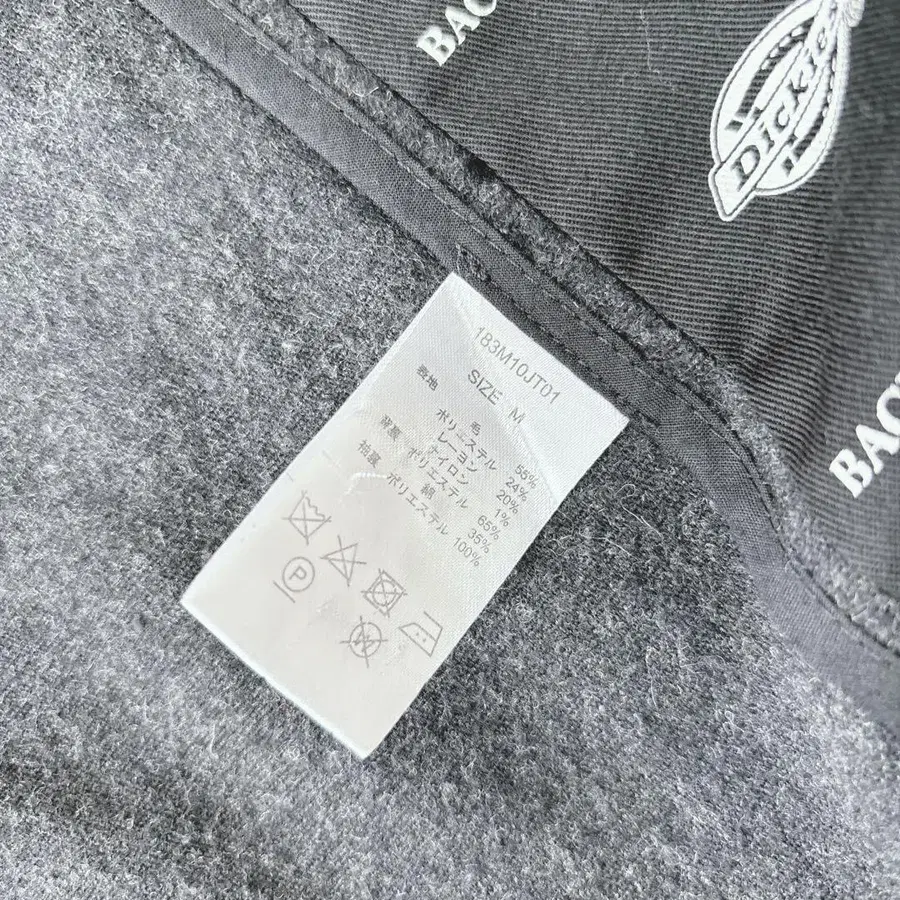 BAC
Dickie
BAC
183M10JT01
SIZE M
表地 毛 55%
ポリエステル 24%
レーヨン 20%
ナイロン 1%
背裏 ポリエステル 65%
綿 35%
袖裏 ポリエステル 100%
P
W